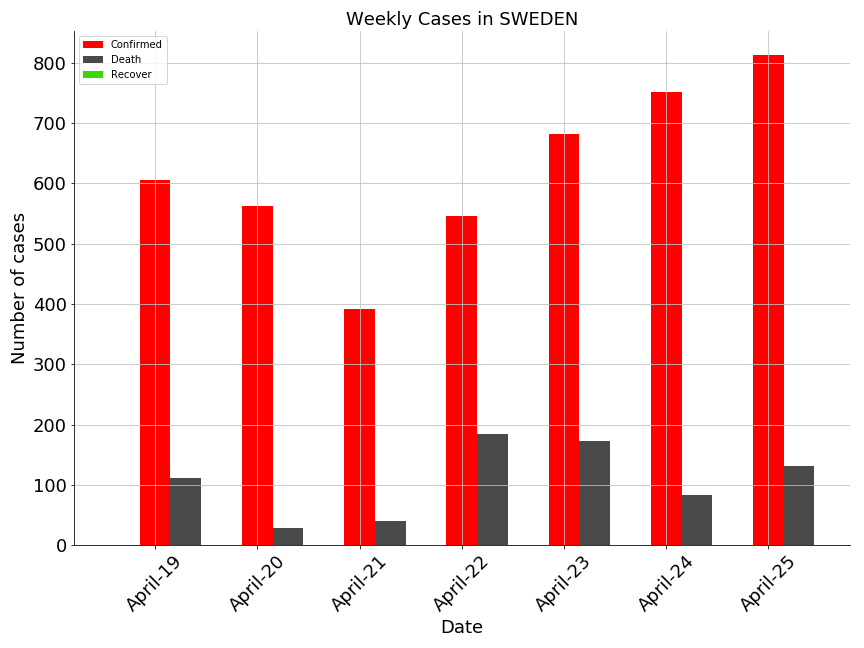 Weekly Cases in SWEDEN
Confirmed
Death
Recover
Number of cases
800
700
600
500
400
300
200
100
0
April-19
April-20
April-21
April-22
April-23
April-24
April-25
Date